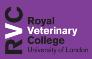 RVC
Royal
Veterinary
College
University of London